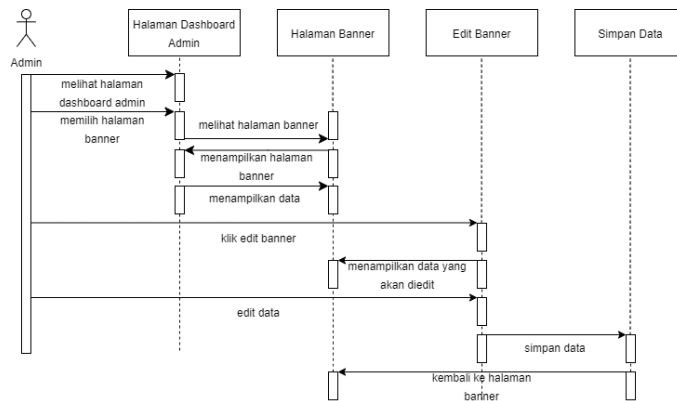 Halaman Dashboard
Admin
Halaman Banner
Edit Banner
Simpan Data
Admin
melihat halaman
dashboard admin
memilih halaman
banner
melihat halaman banner
menampilkan halaman
banner
menampilkan data
klik edit banner
menampilkan data yang
akan diedit
edit data
simpan data
kembali ke halaman
banner